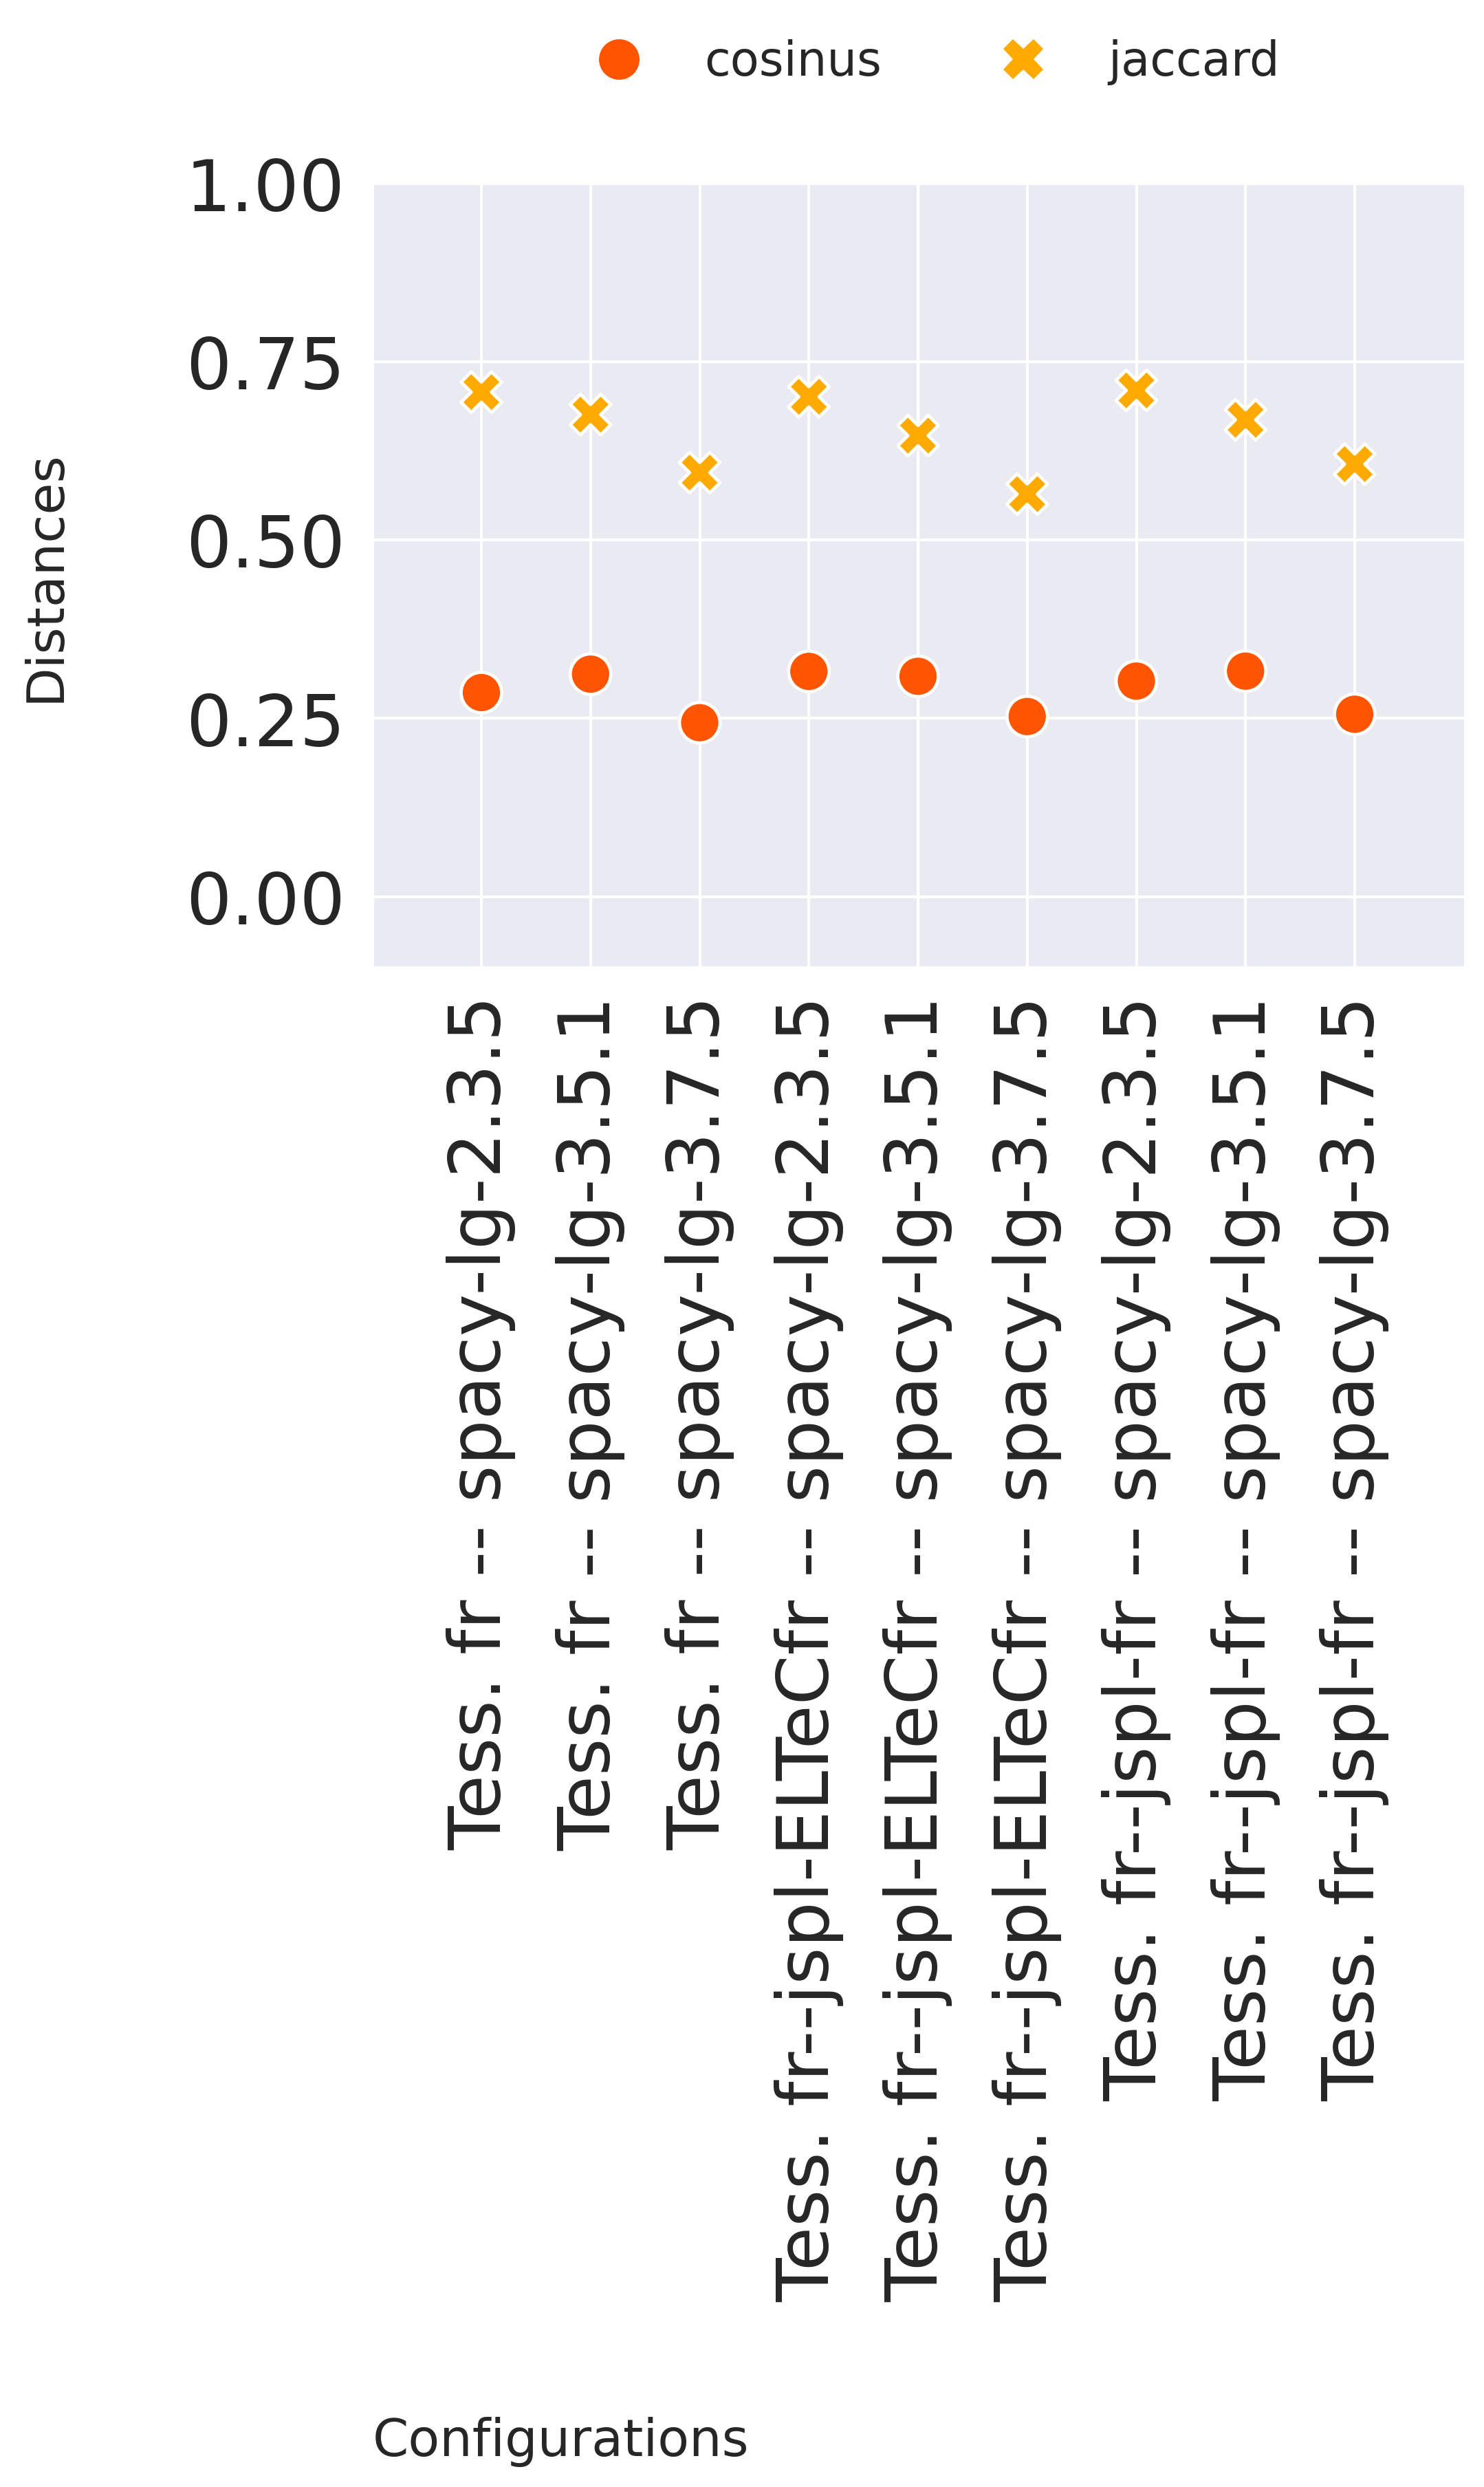 cosinus
jaccard
1.00
0.75
0.50
0.25
0.00
Distances
Tess. fr -- spacy-lg-2.3.5
Tess. fr -- spacy-lg-3.5.1
Tess. fr -- spacy-lg-3.7.5
Tess. fr--jspl-ELTeCfr -- spacy-lg-2.3.5
Tess. fr--jspl-ELTeCfr -- spacy-lg-3.5.1
Tess. fr--jspl-ELTeCfr -- spacy-lg-3.7.5
Tess. fr--jspl-fr -- spacy-lg-2.3.5
Tess. fr--jspl-fr -- spacy-lg-3.5.1
Tess. fr--jspl-fr -- spacy-lg-3.7.5
Configurations